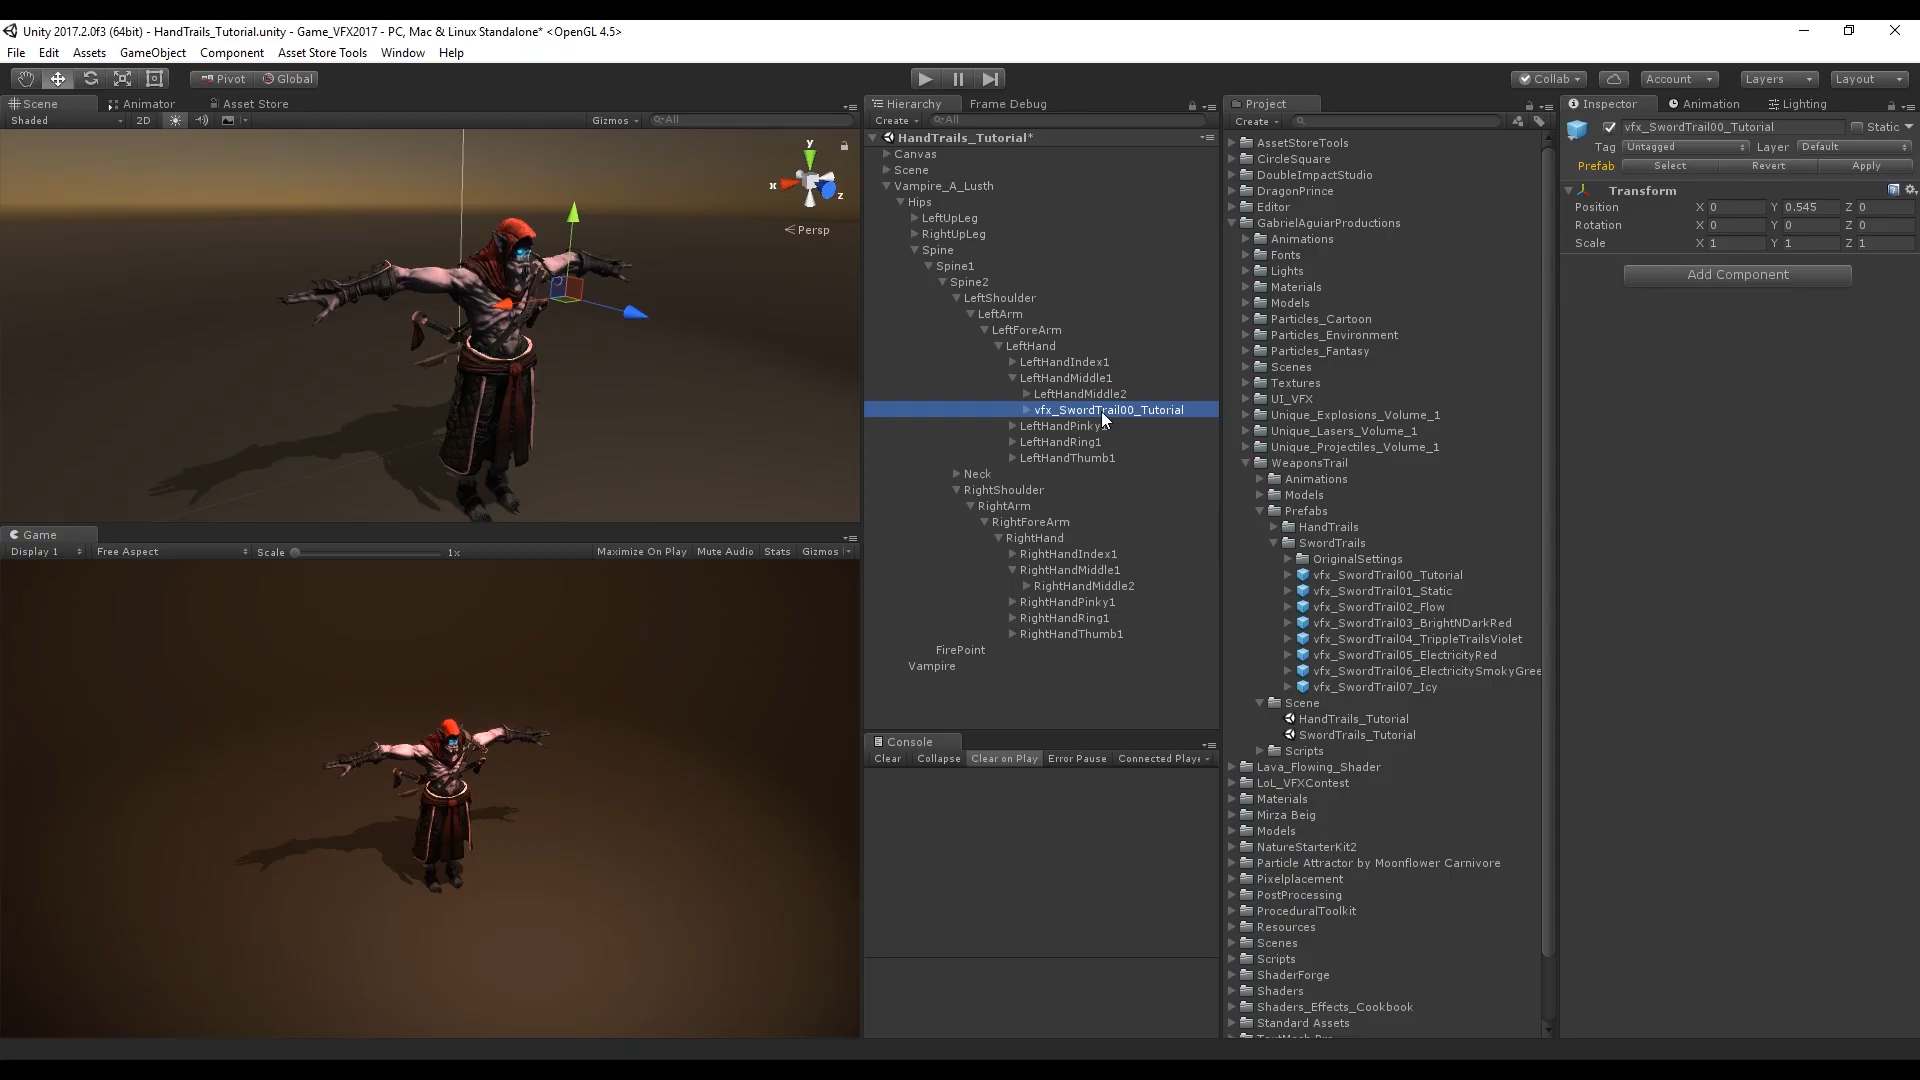 Unity 2017.2.0f3 (64bit) - HandTrails_Tutorial.unity - Game_VFX2017 - PC, Mac & Linux Standalone* <OpenGL 4.5>
File Edit Assets GameObject Component Asset Store Tools Window Help
Pivot Global Collab Account Layers Layout
Scene Animator Asset Store
Shaded 2D Gizmos All
y
x
z
Persp
Game
Display 1 Free Aspect Scale 1x Maximize On Play Mute Audio Stats Gizmos
Hierarchy Frame Debug
Create All
HandTrails_Tutorial*
Canvas
Scene
Vampire_A_Lusth
Hips
LeftUpLeg
RightUpLeg
Spine
Spine1
Spine2
LeftShoulder
LeftArm
LeftForeArm
LeftHand
LeftHandIndex1
LeftHandMiddle1
LeftHandMiddle2
vfx_SwordTrail00_Tutorial
LeftHandPinky1
LeftHandRing1
LeftHandThumb1
Neck
RightShoulder
RightArm
RightForeArm
RightHand
RightHandIndex1
RightHandMiddle1
RightHandMiddle2
RightHandPinky1
RightHandRing1
RightHandThumb1
FirePoint
Vampire
Console
Clear Collapse Clear on Play Error Pause Connected Playe
Project
Create
AssetStoreTools
CircleSquare
DoubleImpactStudio
DragonPrince
Editor
GabrielAguiarProductions
Animations
Fonts
Lights
Materials
Models
Particles_Cartoon
Particles_Environment
Particles_Fantasy
Scenes
Textures
UI_VFX
Unique_Explosions_Volume_1
Unique_Lasers_Volume_1
Unique_Projectiles_Volume_1
WeaponsTrail
Animations
Models
Prefabs
HandTrails
SwordTrails
OriginalSettings
vfx_SwordTrail00_Tutorial
vfx_SwordTrail01_Static
vfx_SwordTrail02_Flow
vfx_SwordTrail03_BrightNDarkRed
vfx_SwordTrail04_TrippleTrailsViolet
vfx_SwordTrail05_ElectricityRed
vfx_SwordTrail06_ElectricitySmokyGree
vfx_SwordTrail07_Icy
Scene
HandTrails_Tutorial
SwordTrails_Tutorial
Scripts
Lava_Flowing_Shader
LoL_VFXContest
Materials
Mirza Beig
Models
NatureStarterKit2
Particle Attractor by Moonflower Carnivore
Pixelplacement
PostProcessing
ProceduralToolkit
Resources
Scenes
Scripts
ShaderForge
Shaders
Shaders_Effects_Cookbook
Standard Assets
Inspector Animation Lighting
vfx_SwordTrail00_Tutorial Static
Tag Untagged Layer Default
Prefab Select Revert Apply
Transform
Position X 0 Y 0.545 Z 0
Rotation X 0 Y 0 Z 0
Scale X 1 Y 1 Z 1
Add Component